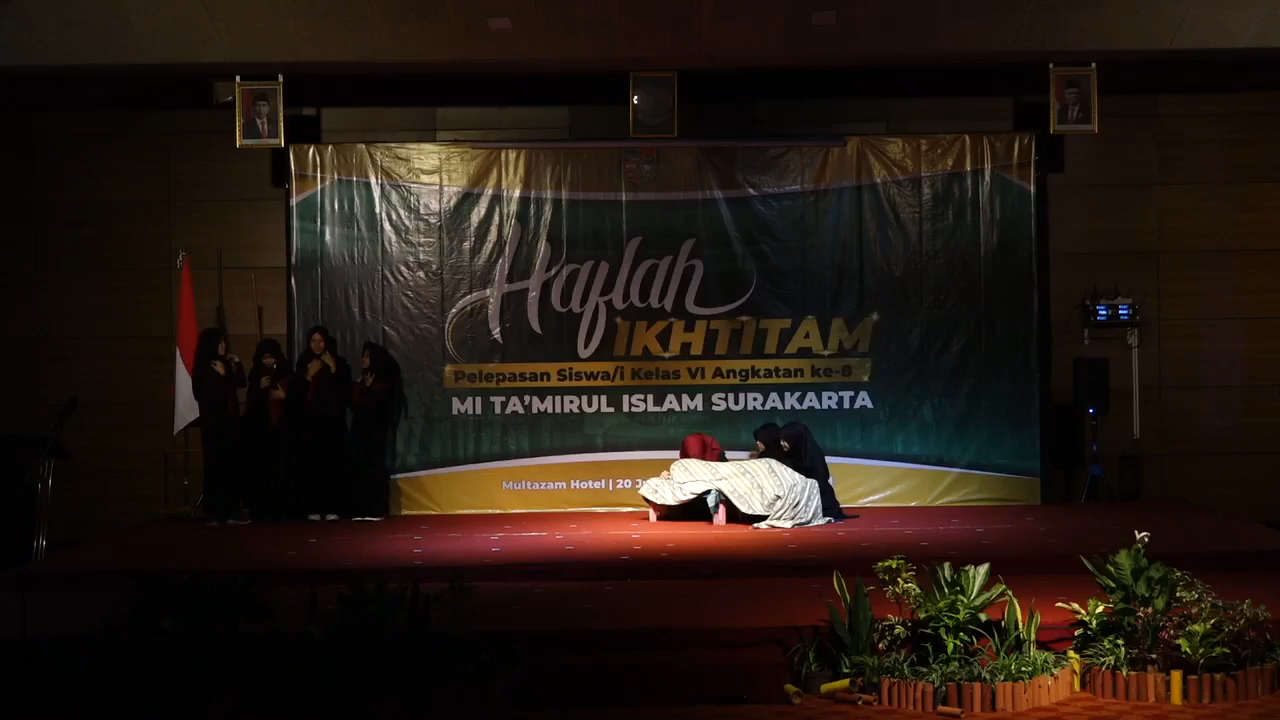 Haflah
IKHTITAM
Pelepasan Siswa/i Kelas VI Angkatan ke-8
MI TA'MIRUL ISLAM SURAKARTA
Multazam Hotel | 20